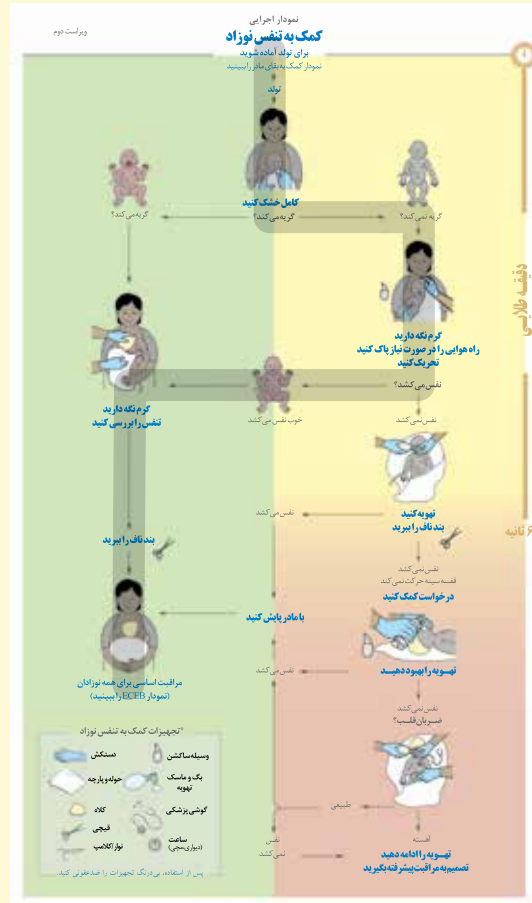 نمودار اجرایی
ویراست دوم
کمک به تنفس نوزاد
برای تولد آماده شوید
نمودار کمک به بقای مادر را ببینید
تولد
کامل خشک کنید
گریه می‌کند؟
گریه می‌کند؟
گریه نمی‌کند؟
دقیقه طلایی
گرم نگه دارید
راه هوایی را در صورت نیاز پاک کنید
تحریک کنید
نفس می‌کشد؟
گرم نگه دارید
تنفس را بررسی کنید
خوب نفس می‌کشد
نفس نمی‌کشد
تهویه کنید
بند ناف را ببرید
نفس می‌کشد
ثانیه
بند ناف را ببرید
نفس نمی‌کشد
قفسه سینه حرکت نمی‌کند
درخواست کمک کنید
با مادر پایش کنید
تهویه را بهبود دهید
نفس می‌کشد
مراقبت اساسی برای همه نوزادان
(نمودار ECEB را ببینید)
نفس نمی‌کشد
ضربان قلب؟
*تجهیزات کمک به تنفس نوزاد
وسیله ساکشن
دستکش
بگ و ماسک تهویه
حوله و پارچه
گوشی پزشکی
کلاه
ساعت
(دیواری،مچی)
قیچی
نوار/کلامپ
پس از استفاده، بی‌درنگ تجهیزات را ضدعفونی کنید.
طبیعی
آهسته
نفس
نمی‌کشد
تهویه را ادامه دهید
تصمیم به مراقبت پیشرفته بگیرید